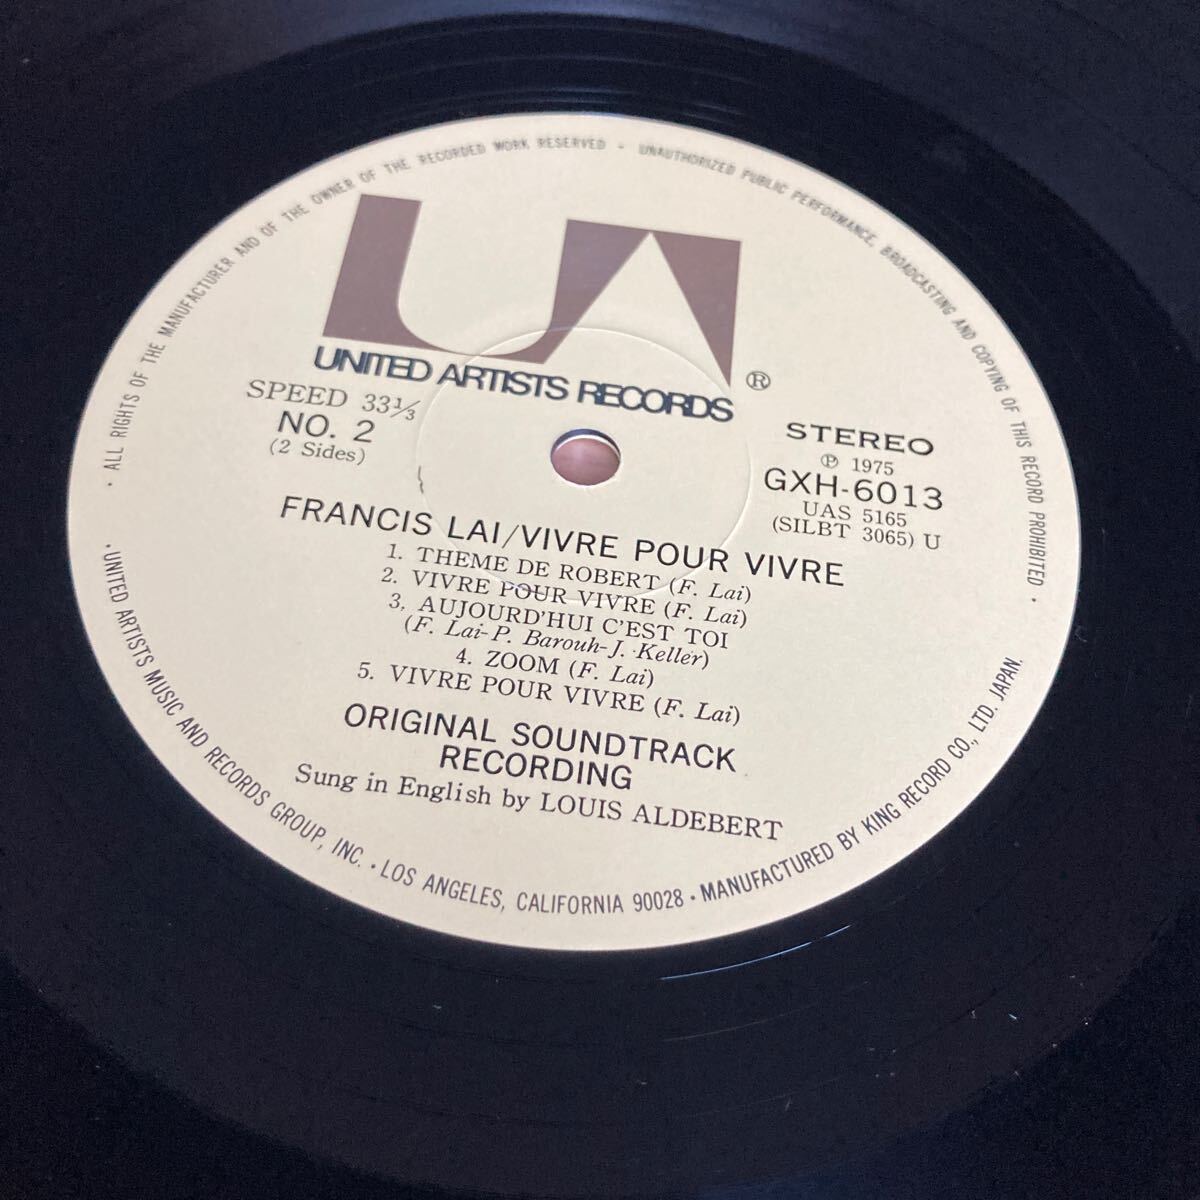 · ALL RIGHTS OF THE MANUFACTURER AND OF THE OWNER OF THE RECORDED WORK RESERVED - UNAUTHORIZED PUBLIC PERFORMANCE, BROADCASTING AND COPYING OF THIS RECORD PROHIBITED ·
UA
UNITED ARTISTS RECORDS ®
SPEED 33⅓
NO. 2
(2 Sides)
STEREO
Ⓟ 1975
GXH-6013
UAS 5165
(SILBT 3065) U
FRANCIS LAI/VIVRE POUR VIVRE
1. THEME DE ROBERT (F. Lai)
2. VIVRE POUR VIVRE (F. Lai)
3. AUJOURD'HUI C'EST TOI
(F. Lai-P. Barouh-J. Keller)
4. ZOOM (F. Lai)
5. VIVRE POUR VIVRE (F. Lai)
ORIGINAL SOUNDTRACK
RECORDING
Sung in English by LOUIS ALDEBERT
· UNITED ARTISTS MUSIC AND RECORDS GROUP, INC. · LOS ANGELES, CALIFORNIA 90028 · MANUFACTURED BY KING RECORD CO., LTD. JAPAN.